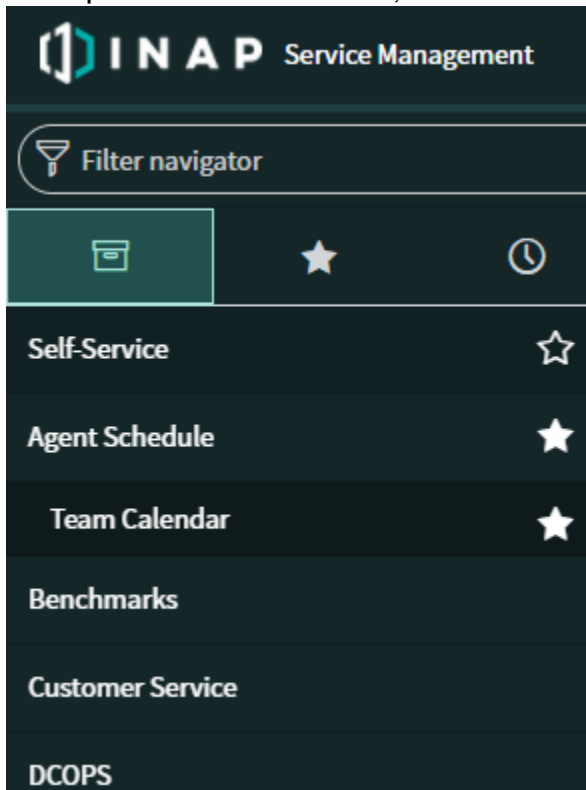 INAP Service Management
Filter navigator
Self-Service
Agent Schedule
Team Calendar
Benchmarks
Customer Service
DCOPS